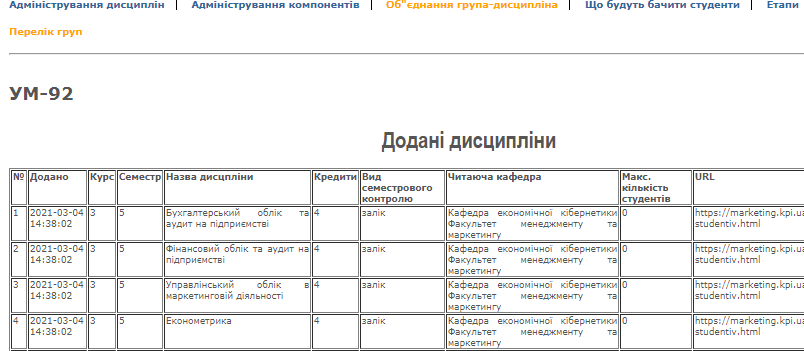 Адміністрування дисциплін | Адміністрування компонентів | Об"єднання група-дисципліна | Що будуть бачити студенти | Етапи
Перелік груп
УМ-92
Додані дисципліни
№ Додано Курс Семестр Назва дисцпліни Кредити Вид семестрового контролю Читаюча кафедра Макс. кількість студентів URL
1 2021-03-04 14:38:02 3 5 Бухгалтерський облік та аудит на підприємстві 4 залік Кафедра економічної кібернетики Факультет менеджменту та маркетингу 0 https://marketing.kpi.ua studentiv.html
2 2021-03-04 14:38:02 3 5 Фінансовий облік та аудит на підприємстві 4 залік Кафедра економічної кібернетики Факультет менеджменту та маркетингу 0 https://marketing.kpi.ua studentiv.html
3 2021-03-04 14:38:02 3 5 Управлінський облік в маркетинговій діяльності 4 залік Кафедра економічної кібернетики Факультет менеджменту та маркетингу 0 https://marketing.kpi.ua studentiv.html
4 2021-03-04 14:38:02 3 5 Економетрика 4 залік Кафедра економічної кібернетики Факультет менеджменту та маркетингу 0 https://marketing.kpi.ua studentiv.html